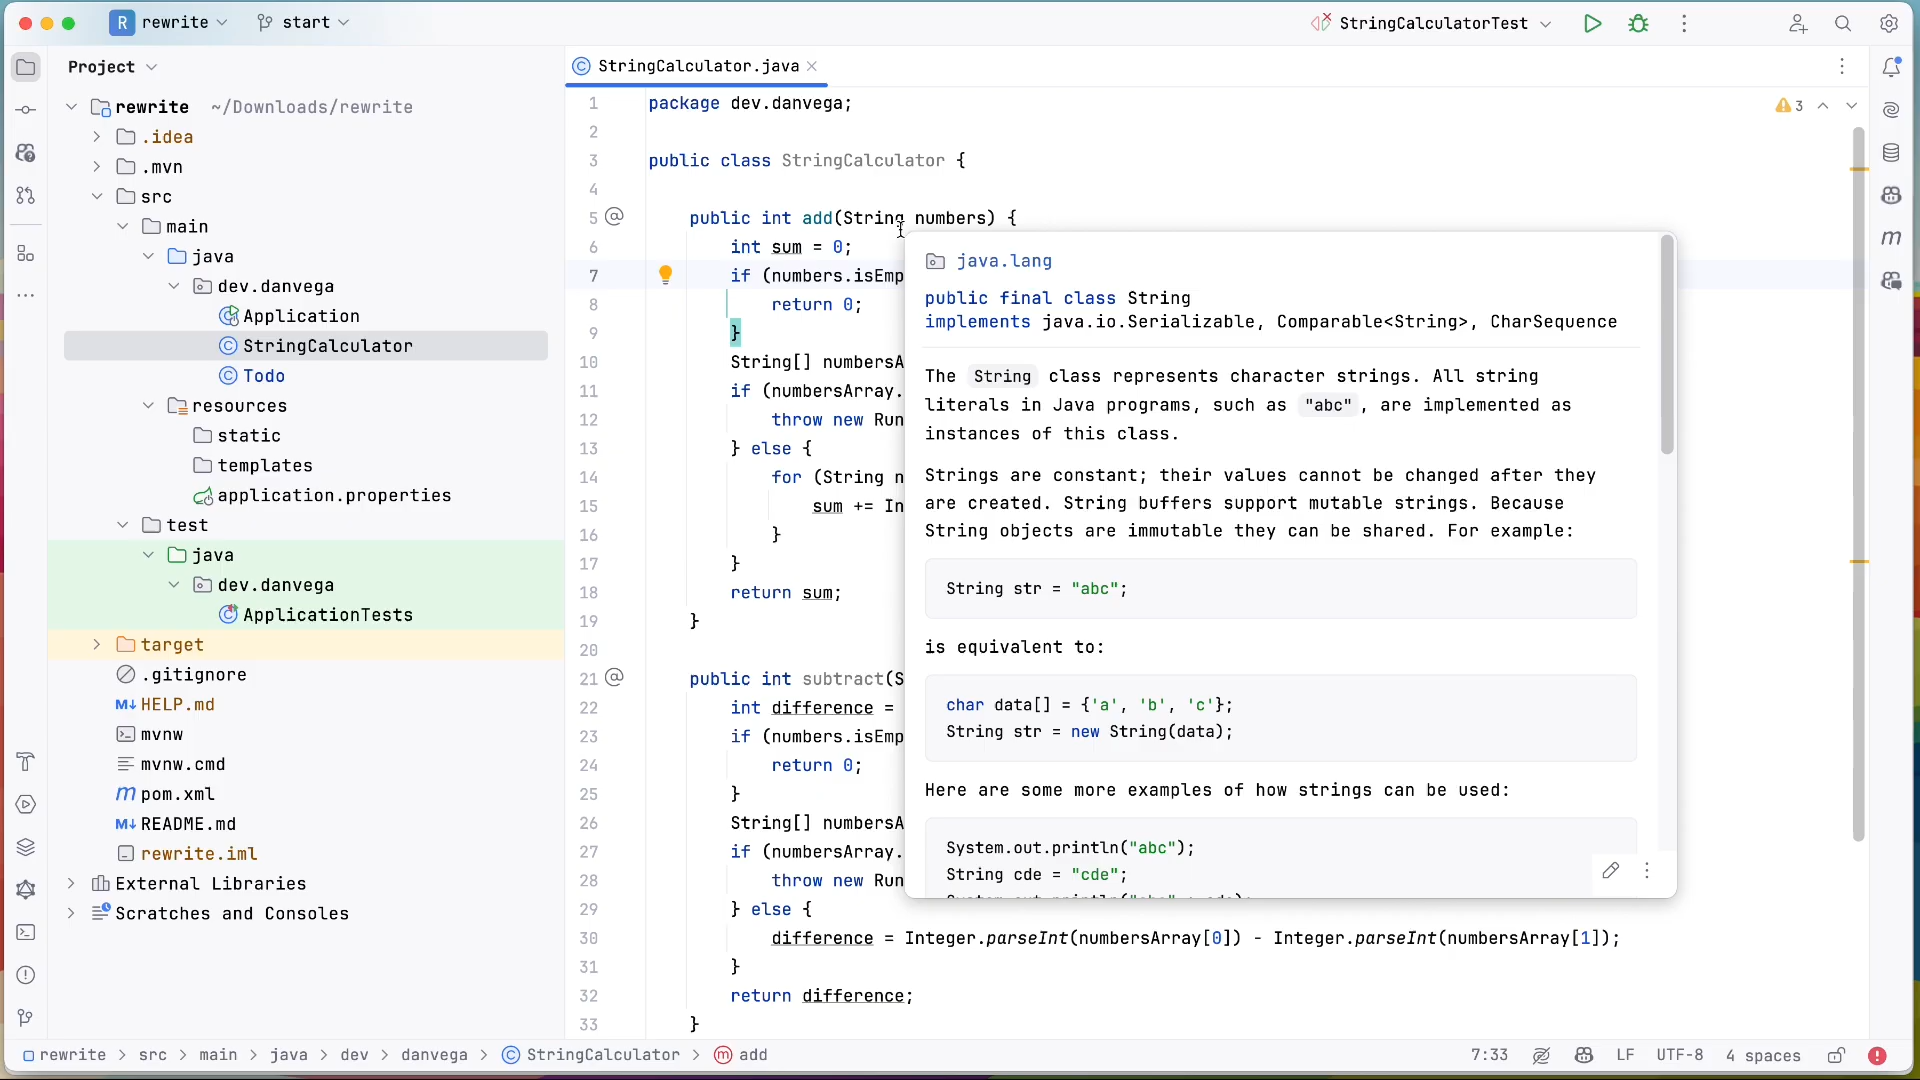 R rewrite
start
StringCalculatorTest
Project
rewrite ~/Downloads/rewrite
.idea
.mvn
src
main
java
dev.danvega
Application
StringCalculator
Todo
resources
static
templates
application.properties
test
java
dev.danvega
ApplicationTests
target
.gitignore
HELP.md
mvnw
mvnw.cmd
pom.xml
README.md
rewrite.iml
External Libraries
Scratches and Consoles
StringCalculator.java
3
1 package dev.danvega;
2
3 public class StringCalculator {
4
5 public int add(String numbers) {
6 int sum = 0;
7 if (numbers.isEmp
8 return 0;
9 }
10 String[] numbersA
11 if (numbersArray.
12 throw new Run
13 } else {
14 for (String n
15 sum += In
16 }
17 }
18 return sum;
19 }
20
21 public int subtract(S
22 int difference =
23 if (numbers.isEmp
24 return 0;
25 }
26 String[] numbersA
27 if (numbersArray.
28 throw new Run
29 } else {
30 difference = Integer.parseInt(numbersArray[0]) - Integer.parseInt(numbersArray[1]);
31 }
32 return difference;
33 }
java.lang
public final class String
implements java.io.Serializable, Comparable<String>, CharSequence
The String class represents character strings. All string
literals in Java programs, such as "abc", are implemented as
instances of this class.
Strings are constant; their values cannot be changed after they
are created. String buffers support mutable strings. Because
String objects are immutable they can be shared. For example:
String str = "abc";
is equivalent to:
char data[] = {'a', 'b', 'c'};
String str = new String(data);
Here are some more examples of how strings can be used:
System.out.println("abc");
String cde = "cde";
rewrite > src > main > java > dev > danvega > StringCalculator > add
7:33 LF UTF-8 4 spaces